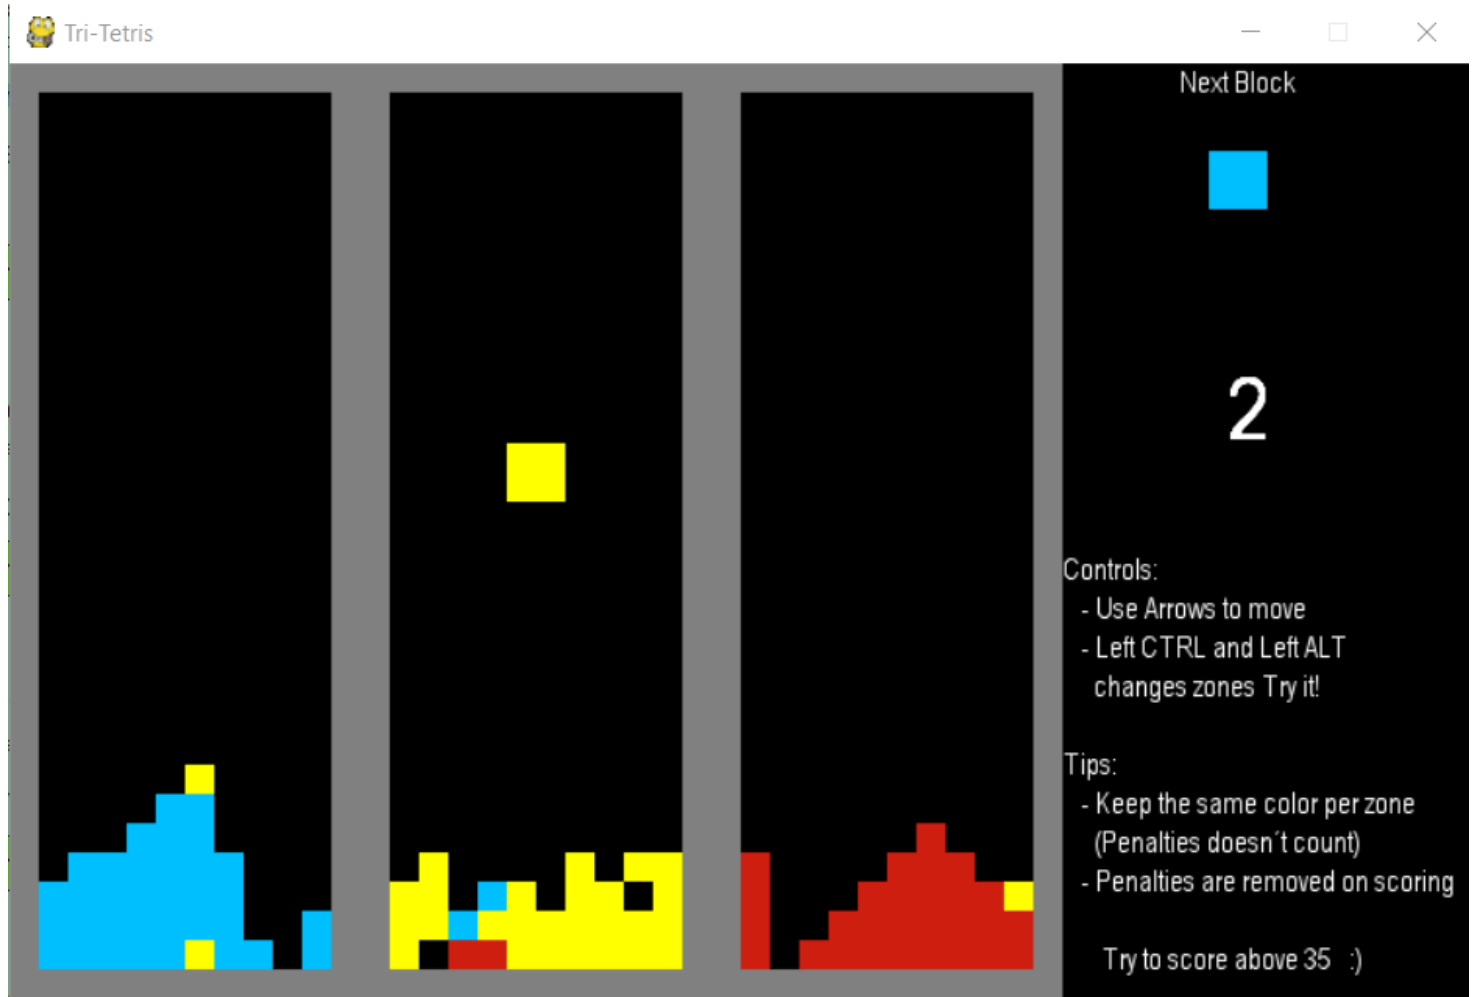 Tri-Tetris
Next Block
2
Controls:
- Use Arrows to move
- Left CTRL and Left ALT
changes zones Try it!
Tips:
- Keep the same color per zone
(Penalties doesn´t count)
- Penalties are removed on scoring
Try to score above 35 :)